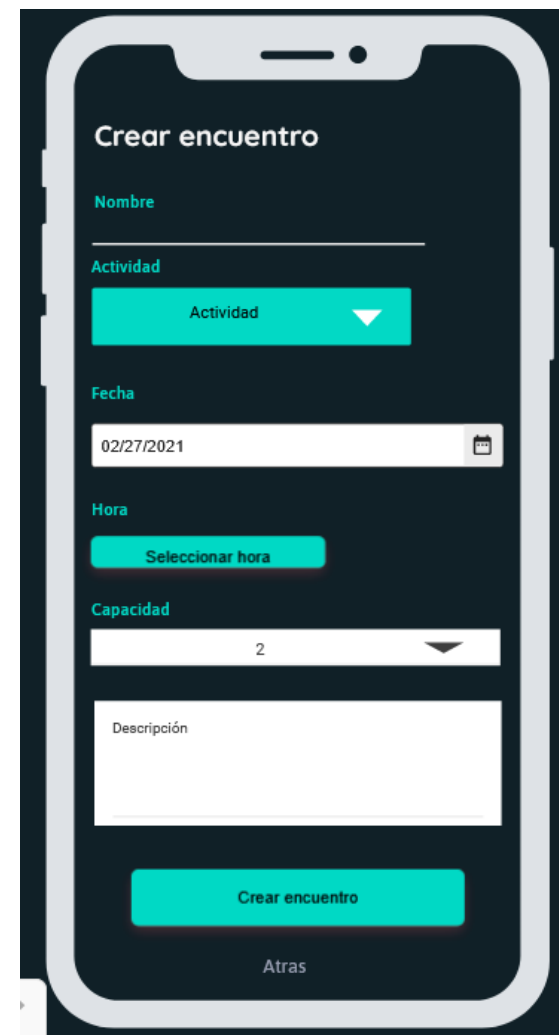 Crear encuentro
Nombre
Actividad
Actividad
Fecha
02/27/2021
Hora
Seleccionar hora
Capacidad
2
Descripción
Crear encuentro
Atras